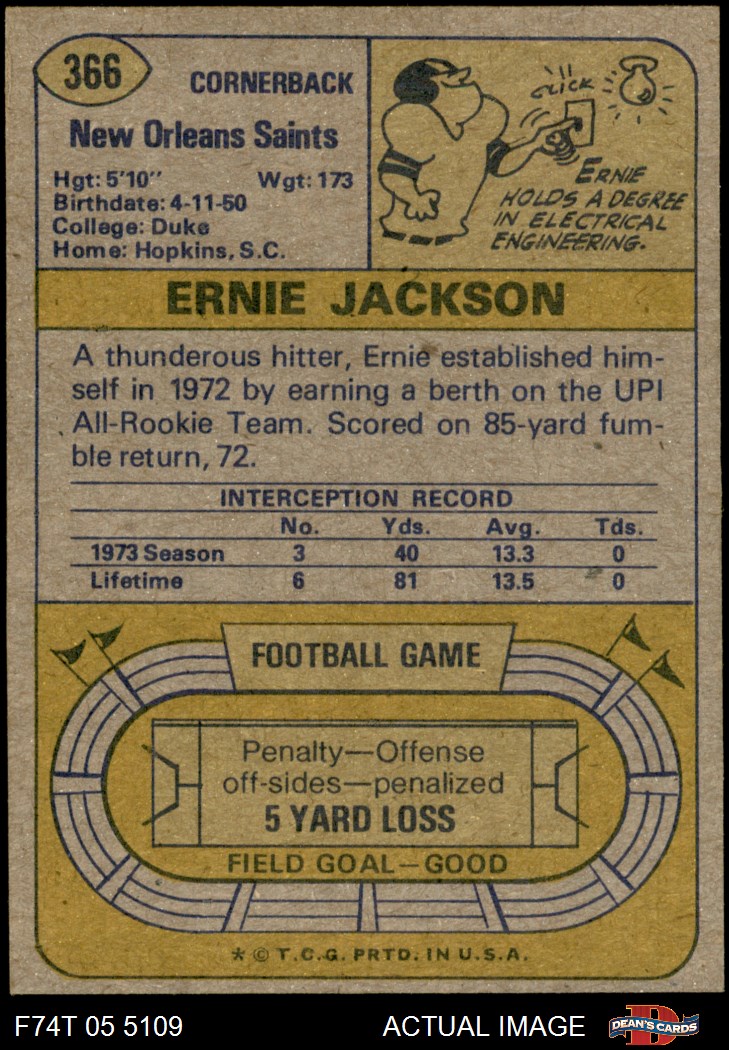 366
CORNERBACK
New Orleans Saints
Hgt: 5'10" Wgt: 173
Birthdate: 4-11-50
College: Duke
Home: Hopkins, S.C.
CLICK
ERNIE
HOLDS A DEGREE
IN ELECTRICAL
ENGINEERING.
ERNIE JACKSON
A thunderous hitter, Ernie established him-
self in 1972 by earning a berth on the UPI
All-Rookie Team. Scored on 85-yard fum-
ble return, 72.
INTERCEPTION RECORD
No. Yds. Avg. Tds.
1973 Season 3 40 13.3 0
Lifetime 6 81 13.5 0
FOOTBALL GAME
Penalty—Offense
off-sides—penalized
5 YARD LOSS
FIELD GOAL—GOOD
* © T.C.G. PRTD. IN U.S.A.
F74T 05 5109 ACTUAL IMAGE DEAN'S CARDS